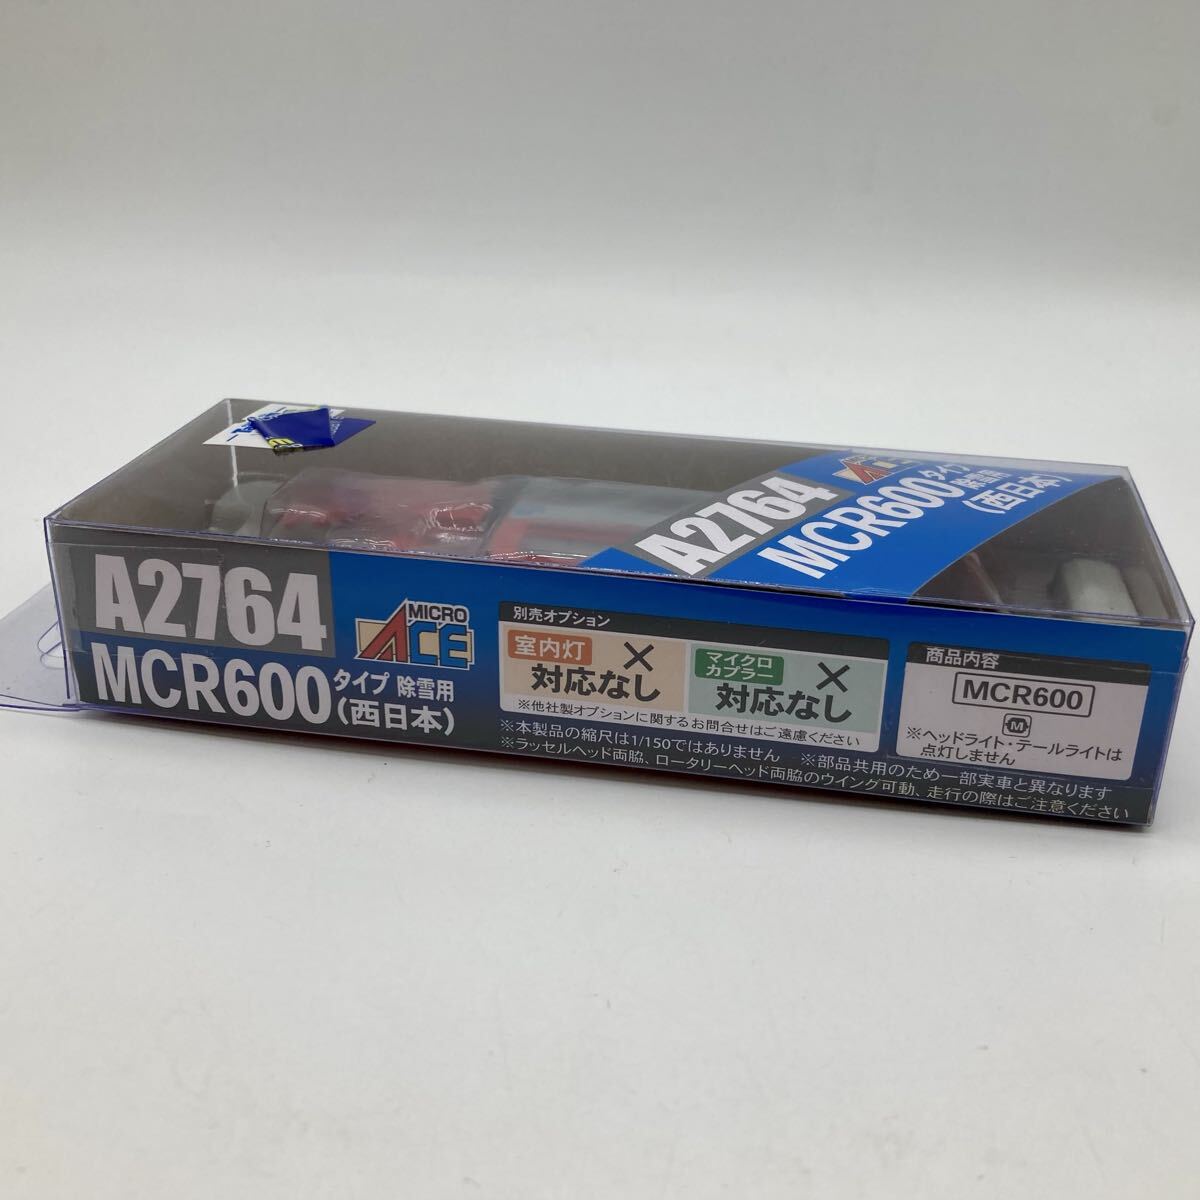 A2764
MCR600タイプ
除雪用
(西日本)
A2764
MICRO
ACE
MCR600
タイプ 除雪用
(西日本)
別売オプション
室内灯
×
対応なし
マイクロ
カプラー
×
対応なし
※他社製オプションに関するお問合せはご遠慮ください
商品内容
MCR600
M
※ヘッドライト・テールライトは
点灯しません
※本製品の縮尺は1/150ではありません ※部品共用のため一部実車と異なります
※ラッセルヘッド両脇、ロータリーヘッド両脇のウイング可動、走行の際はご注意ください